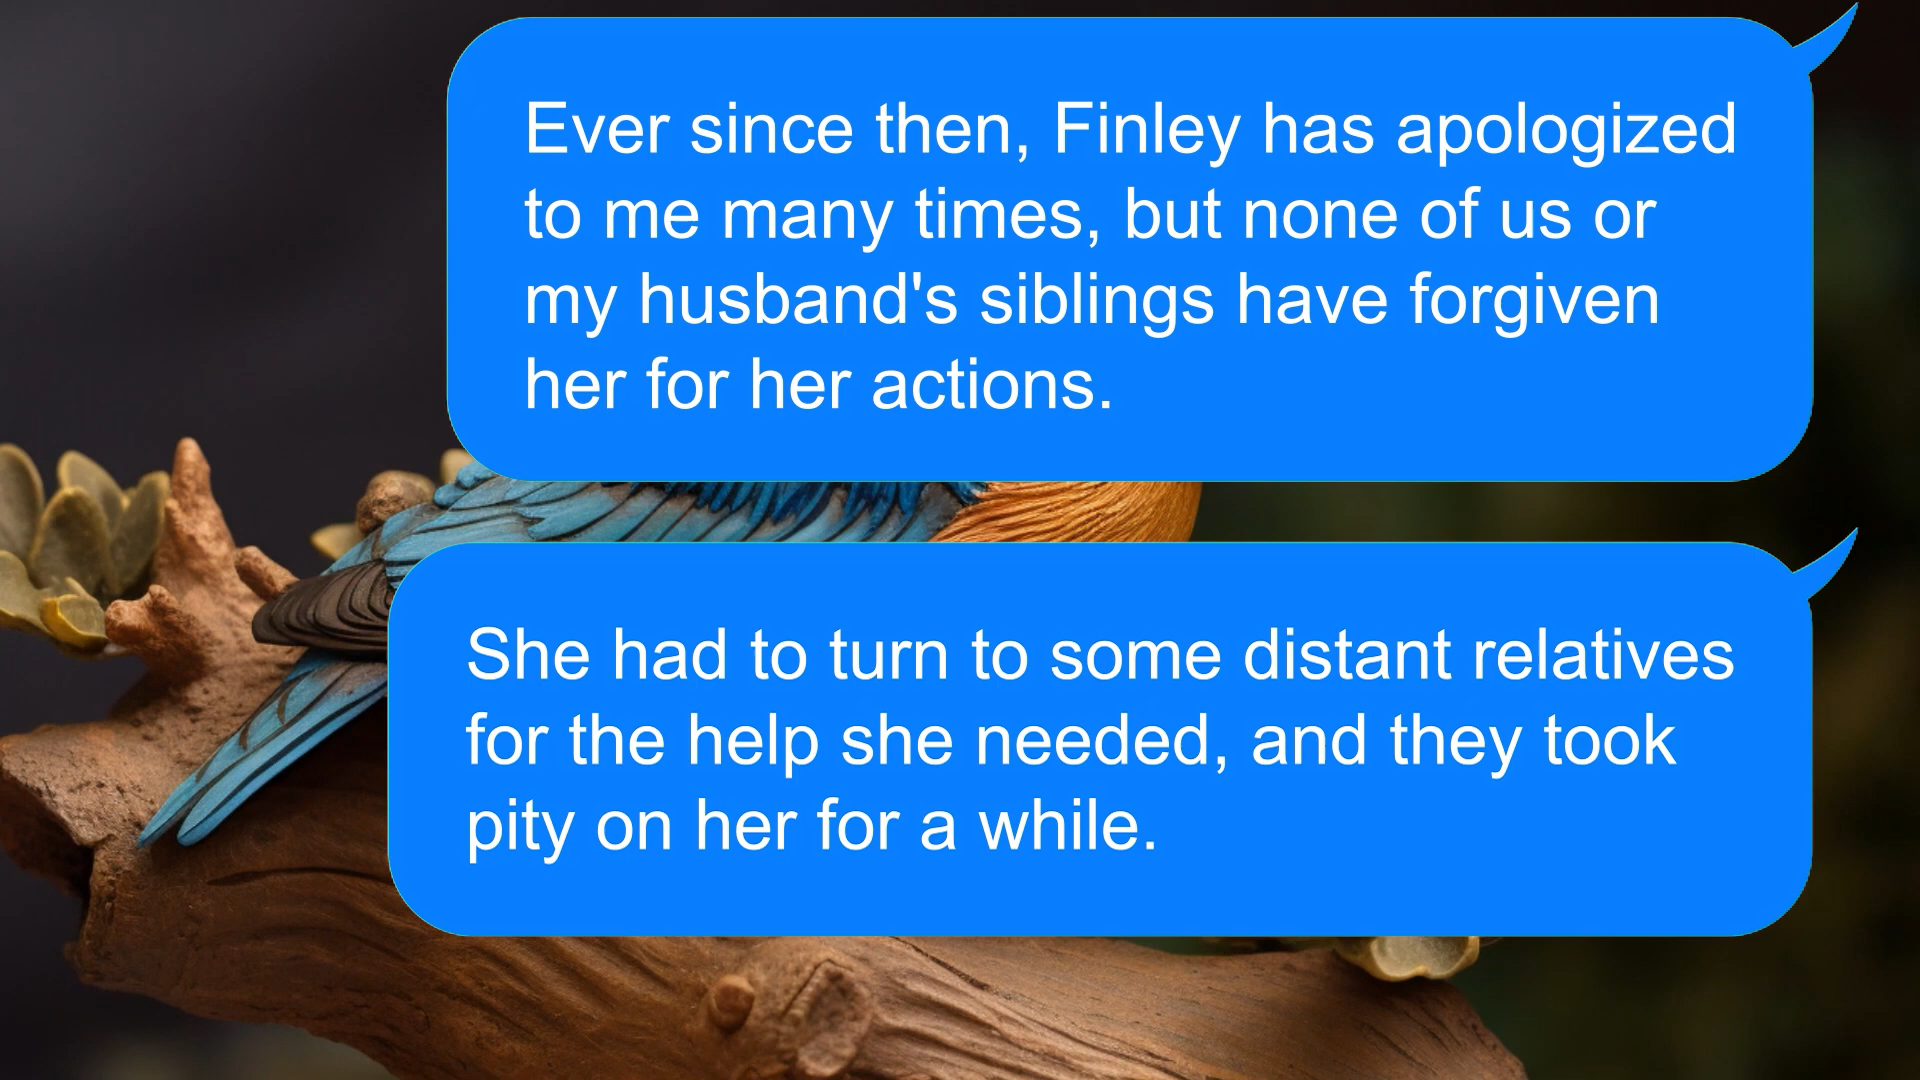 Ever since then, Finley has apologized
to me many times, but none of us or
my husband's siblings have forgiven
her for her actions.
She had to turn to some distant relatives
for the help she needed, and they took
pity on her for a while.